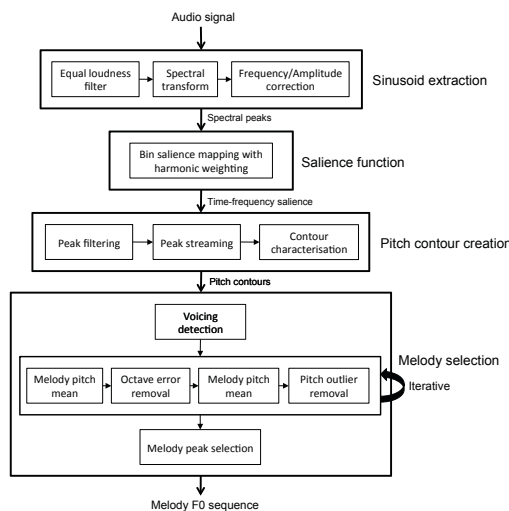 Audio signal
Equal loudness
filter
Spectral
transform
Frequency/Amplitude
correction
Sinusoid extraction
Spectral peaks
Bin salience mapping with
harmonic weighting
Salience function
Time-frequency salience
Peak filtering
Peak streaming
Contour
characterisation
Pitch contour creation
Pitch contours
Voicing
detection
Melody selection
Melody pitch
mean
Octave error
removal
Melody pitch
mean
Pitch outlier
removal
Iterative
Melody peak selection
Melody F0 sequence